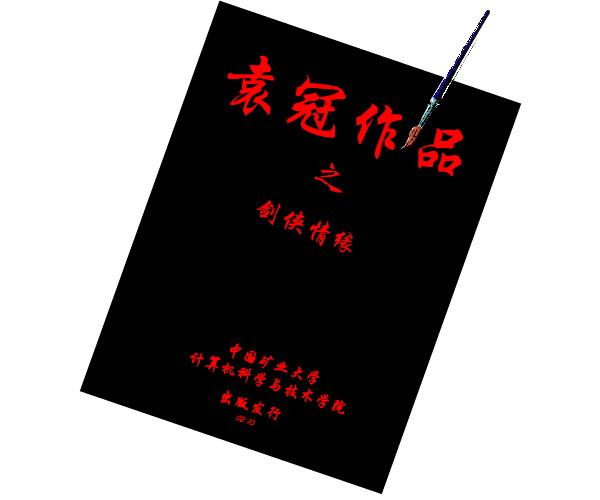 袁冠作品
之
剑侠情缘
中国矿业大学
计算机科学与技术学院
出版发行